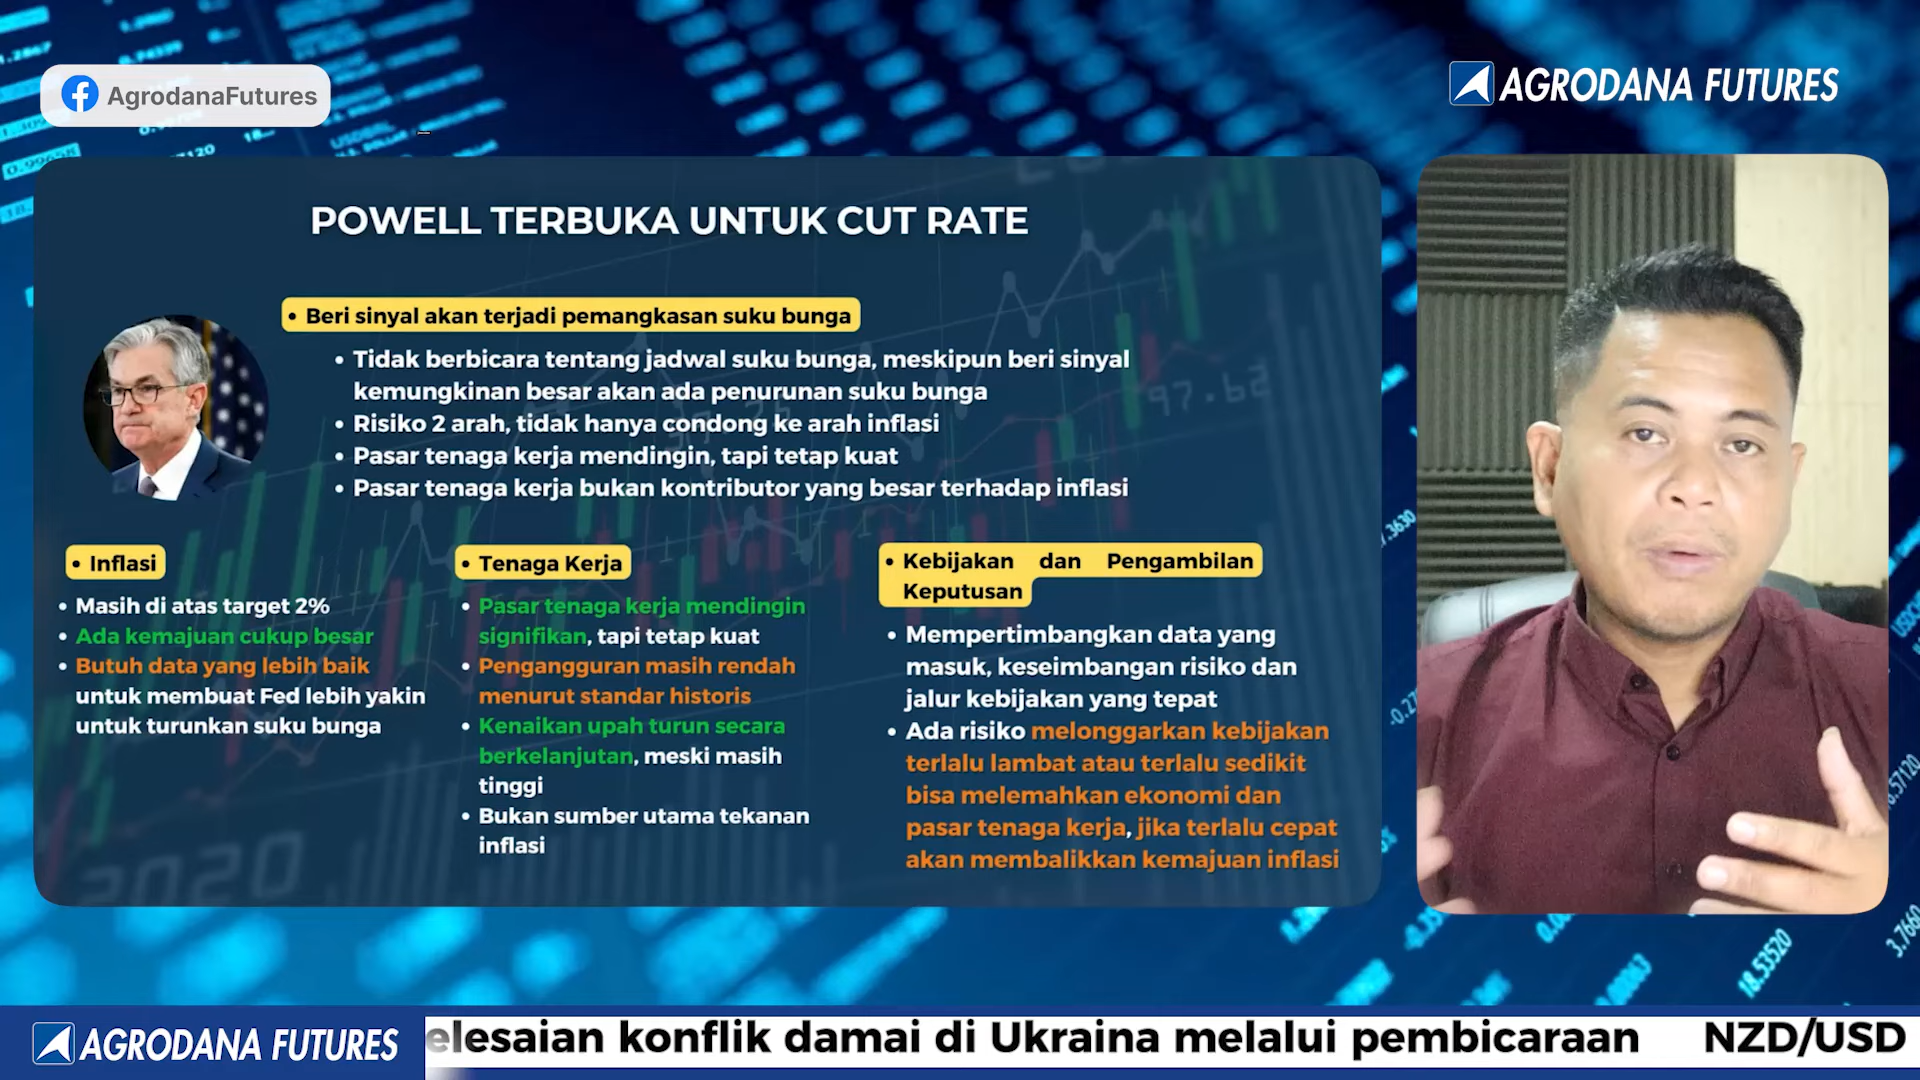 AgrodanaFutures
AGRODANA FUTURES
POWELL TERBUKA UNTUK CUT RATE
• Beri sinyal akan terjadi pemangkasan suku bunga
• Tidak berbicara tentang jadwal suku bunga, meskipun beri sinyal
kemungkinan besar akan ada penurunan suku bunga
• Risiko 2 arah, tidak hanya condong ke arah inflasi
• Pasar tenaga kerja mendingin, tapi tetap kuat
• Pasar tenaga kerja bukan kontributor yang besar terhadap inflasi
• Inflasi
• Masih di atas target 2%
• Ada kemajuan cukup besar
• Butuh data yang lebih baik
untuk membuat Fed lebih yakin
untuk turunkan suku bunga
• Tenaga Kerja
• Pasar tenaga kerja mendingin
signifikan, tapi tetap kuat
• Pengangguran masih rendah
menurut standar historis
• Kenaikan upah turun secara
berkelanjutan, meski masih
tinggi
• Bukan sumber utama tekanan
inflasi
• Kebijakan dan Pengambilan
Keputusan
• Mempertimbangkan data yang
masuk, keseimbangan risiko dan
jalur kebijakan yang tepat
• Ada risiko melonggarkan kebijakan
terlalu lambat atau terlalu sedikit
bisa melemahkan ekonomi dan
pasar tenaga kerja, jika terlalu cepat
akan membalikkan kemajuan inflasi
97.62
2020
18.53520
AGRODANA FUTURES
elesaian konflik damai di Ukraina melalui pembicaraan NZD/USD